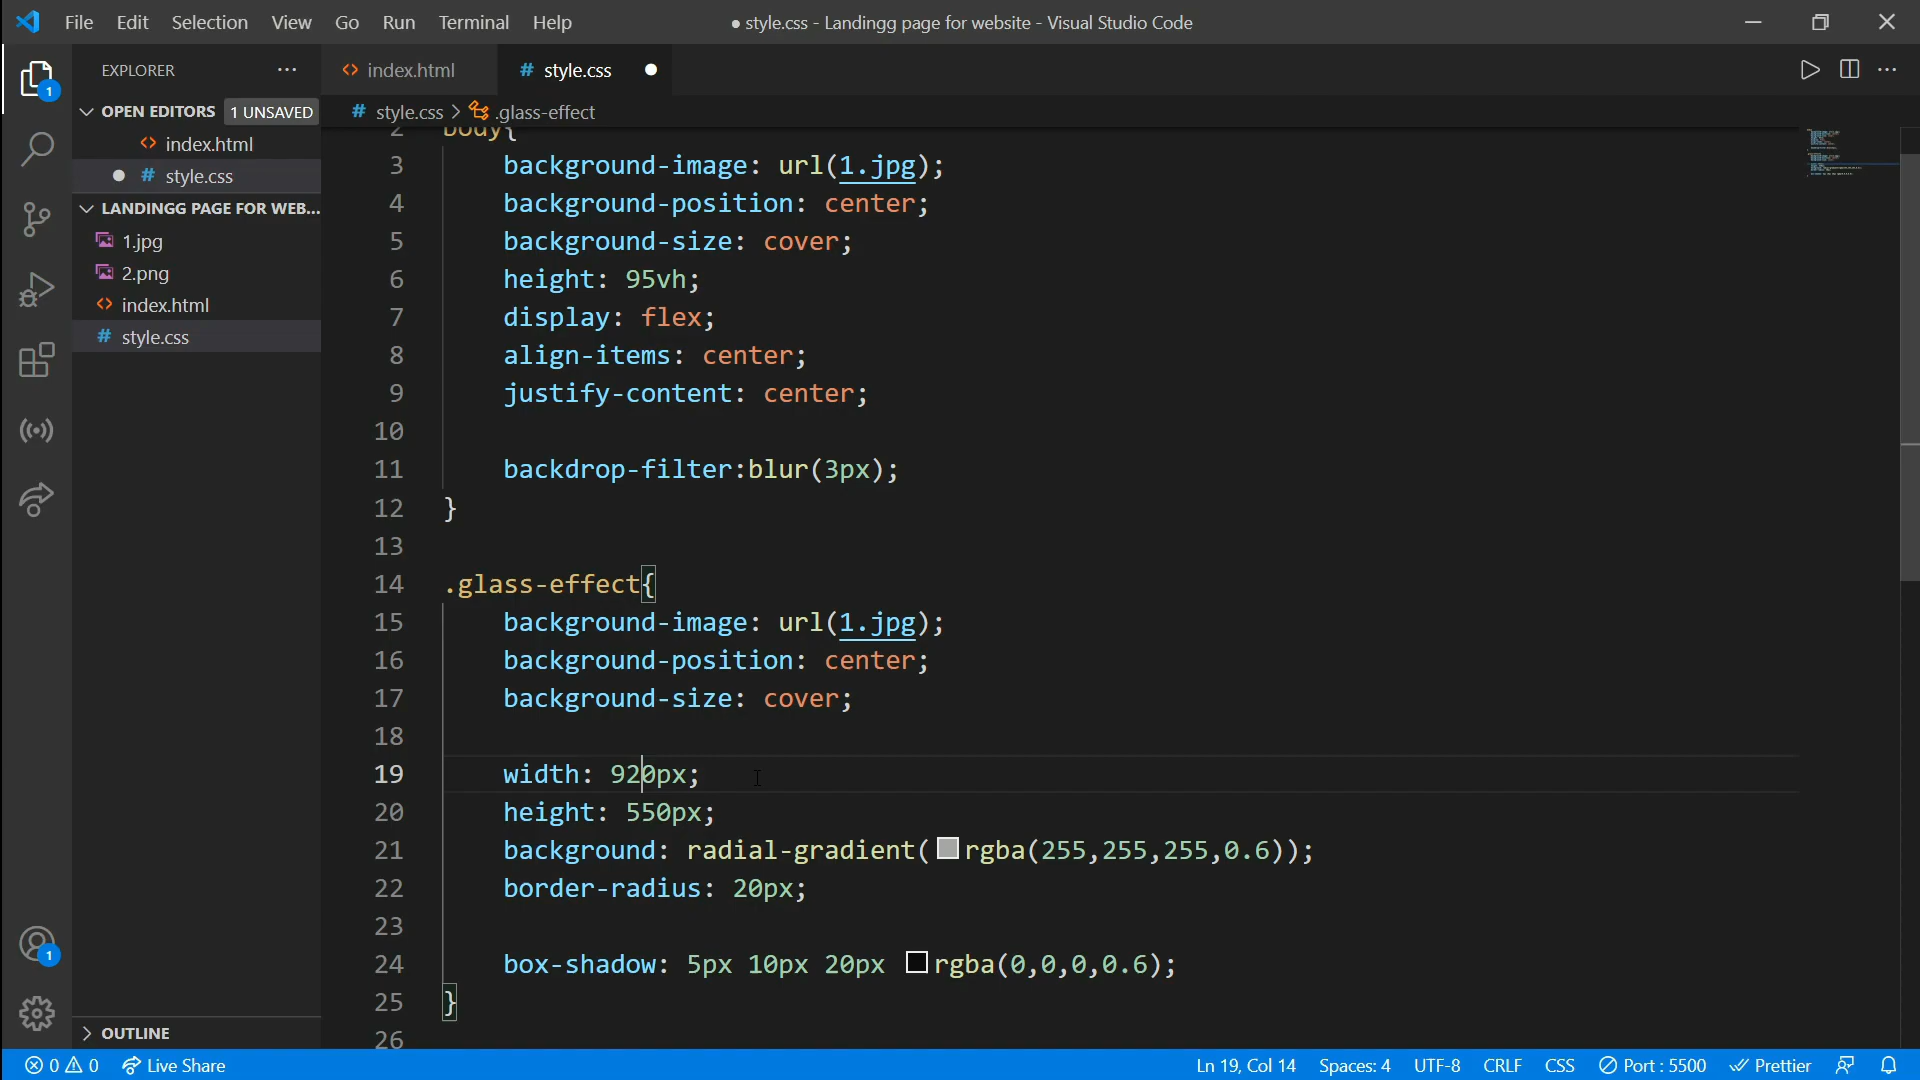 File Edit Selection View Go Run Terminal Help
● style.css - Landingg page for website - Visual Studio Code
EXPLORER ···
<> index.html
# style.css ●
1
OPEN EDITORS 1 UNSAVED
# style.css > .glass-effect
<> index.html
● # style.css
LANDINGG PAGE FOR WEB...
1.jpg
2.png
<> index.html
# style.css
2 body{
3 background-image: url(1.jpg);
4 background-position: center;
5 background-size: cover;
6 height: 95vh;
7 display: flex;
8 align-items: center;
9 justify-content: center;
10
11 backdrop-filter:blur(3px);
12 }
13
14 .glass-effect{
15 background-image: url(1.jpg);
16 background-position: center;
17 background-size: cover;
18
19 width: 920px;
20 height: 550px;
21 background: radial-gradient(rgba(255,255,255,0.6));
22 border-radius: 20px;
23
24 box-shadow: 5px 10px 20px rgba(0,0,0,0.6);
25 }
26
1
> OUTLINE
0 0 Live Share
Ln 19, Col 14 Spaces: 4 UTF-8 CRLF CSS Port : 5500 Prettier